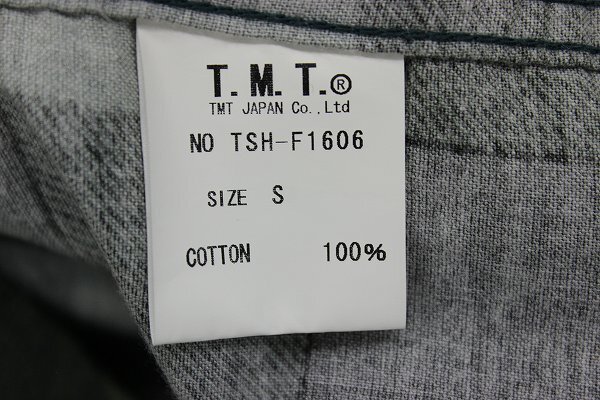 T.M.T.®
TMT JAPAN Co.,Ltd
NO TSH-F1606
SIZE S
COTTON 100%